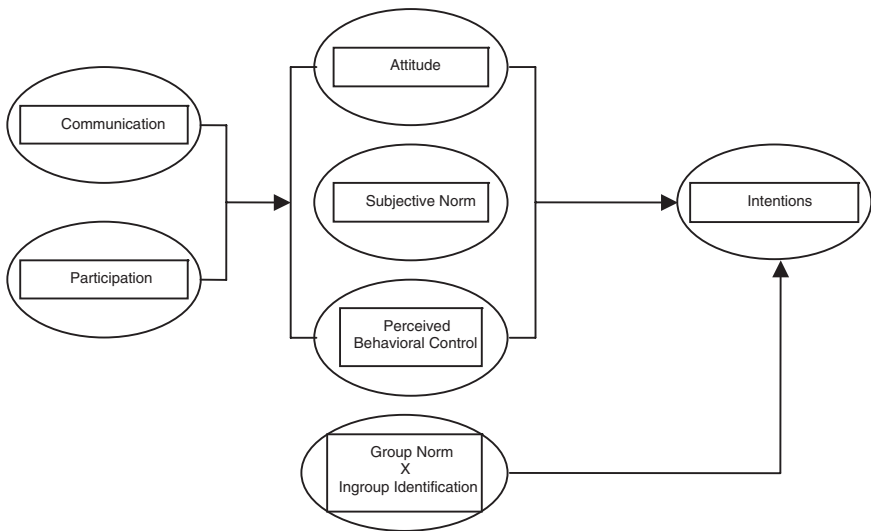 Communication
Participation
Attitude
Subjective Norm
Perceived
Behavioral Control
Group Norm
X
Ingroup Identification
Intentions